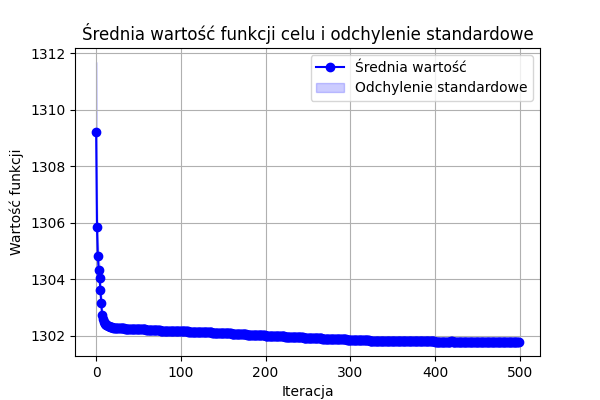 Średnia wartość funkcji celu i odchylenie standardowe
1312
1310
1308
1306
1304
1302
Wartość funkcji
Średnia wartość
Odchylenie standardowe
0 100 200 300 400 500
Iteracja